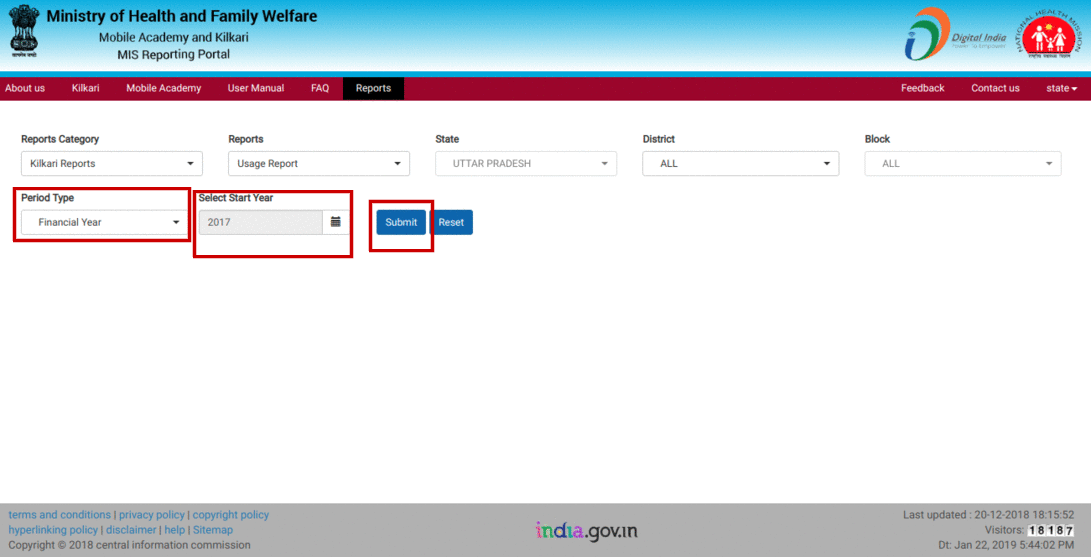 Ministry of Health and Family Welfare
Mobile Academy and Kilkari
MIS Reporting Portal
Digital India
Power To Empower
NATIONAL HEALTH MISSION
About us Kilkari Mobile Academy User Manual FAQ Reports Feedback Contact us state
Reports Category Reports State District Block
Kilkari Reports Usage Report UTTAR PRADESH ALL ALL
Period Type Select Start Year
Financial Year 2017 Submit Reset
terms and conditions | privacy policy | copyright policy
hyperlinking policy | disclaimer | help | Sitemap
Copyright © 2018 central information commission
india.gov.in
Last updated : 20-12-2018 18:15:52
Visitors: 18187
Dt: Jan 22, 2019 5:44:02 PM